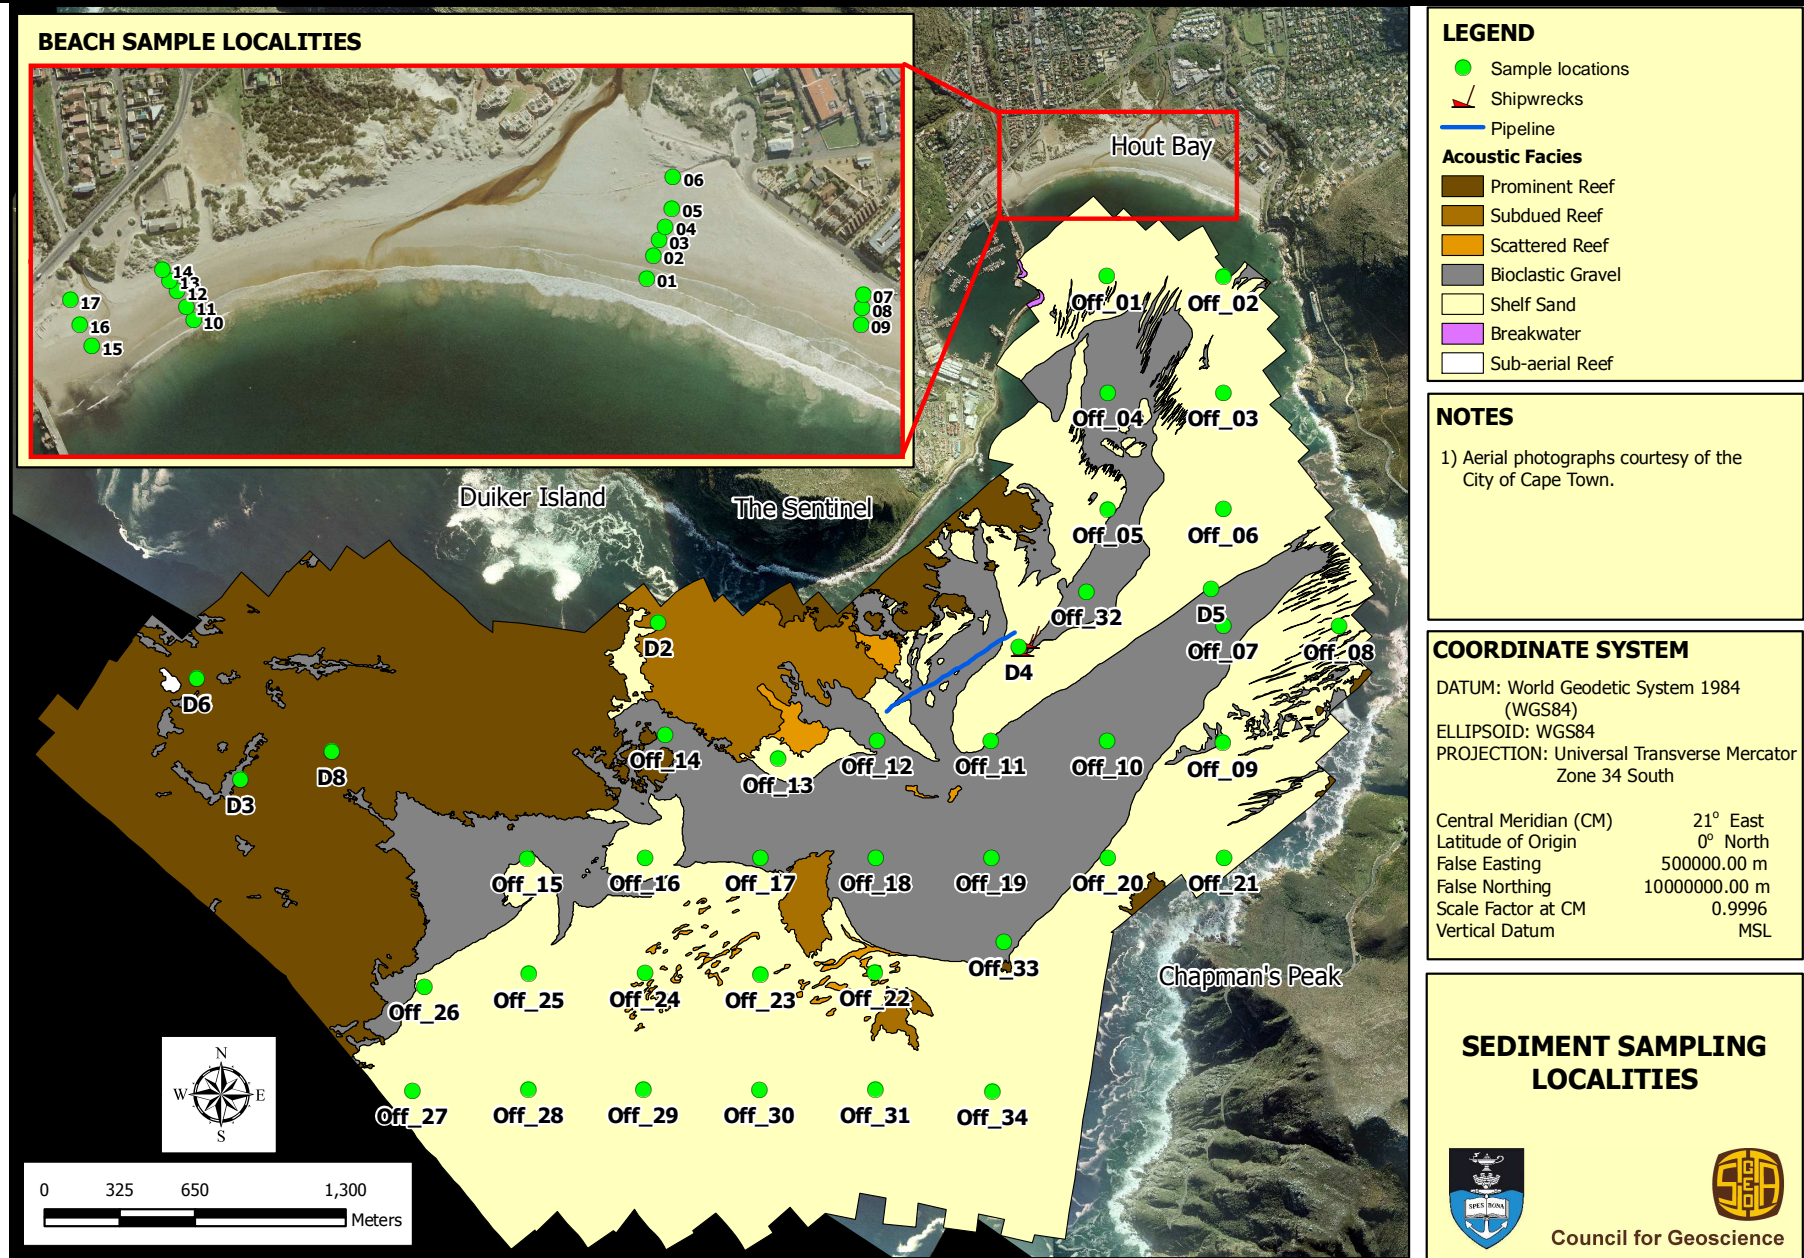 BEACH SAMPLE LOCALITIES
06
05
04
03
02
01
07
08
09
14
13
12
11
10
17
16
15
Hout Bay
Duiker Island
The Sentinel
Chapman's Peak
Off_01
Off_02
Off_04
Off_03
Off_05
Off_06
Off_32
D5
Off_07
Off_08
D2
D4
D6
D8
D3
Off_14
Off_13
Off_12
Off_11
Off_10
Off_09
Off_15
Off_16
Off_17
Off_18
Off_19
Off_20
Off_21
Off_33
Off_26
Off_25
Off_24
Off_23
Off_22
Off_27
Off_28
Off_29
Off_30
Off_31
Off_34
N
W
E
S
0 325 650 1,300
Meters
LEGEND
Sample locations
Shipwrecks
Pipeline
Acoustic Facies
Prominent Reef
Subdued Reef
Scattered Reef
Bioclastic Gravel
Shelf Sand
Breakwater
Sub-aerial Reef
NOTES
1) Aerial photographs courtesy of the
City of Cape Town.
COORDINATE SYSTEM
DATUM: World Geodetic System 1984
(WGS84)
ELLIPSOID: WGS84
PROJECTION: Universal Transverse Mercator
Zone 34 South
Central Meridian (CM) 21° East
Latitude of Origin 0° North
False Easting 500000.00 m
False Northing 10000000.00 m
Scale Factor at CM 0.9996
Vertical Datum MSL
SEDIMENT SAMPLING
LOCALITIES
SPES BONA
Council for Geoscience